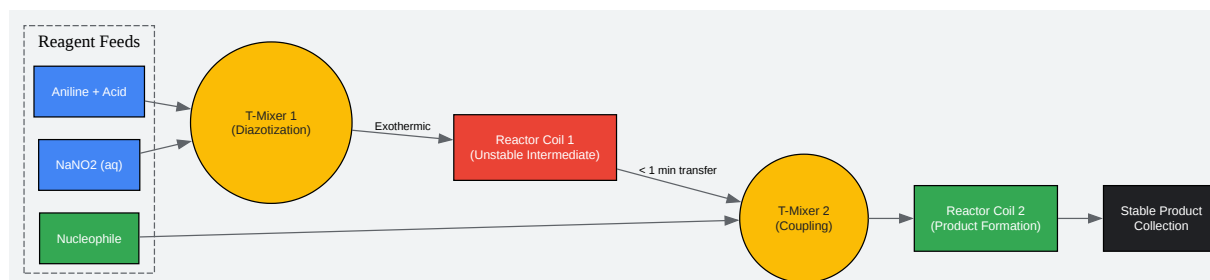 Reagent Feeds
Aniline + Acid
NaNO2 (aq)
Nucleophile
T-Mixer 1
(Diazotization)
Exothermic
Reactor Coil 1
(Unstable Intermediate)
< 1 min transfer
T-Mixer 2
(Coupling)
Reactor Coil 2
(Product Formation)
Stable Product
Collection